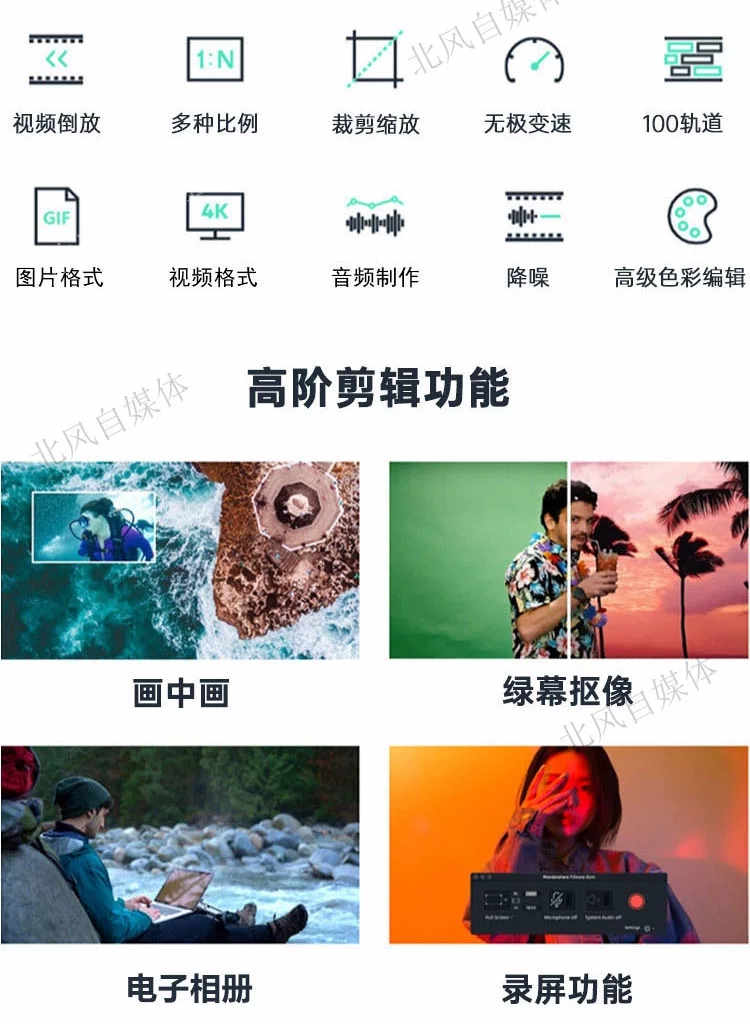 北风自媒体
1:N
视频倒放 多种比例 裁剪缩放 无极变速 100轨道
GIF 4K
图片格式 视频格式 音频制作 降噪 高级色彩编辑
高阶剪辑功能
北风自媒体
画中画 绿幕抠像
北风自媒体
Wondershare Filmora Scrn
Full Screen Microphone off System Audio off
Settings
电子相册 录屏功能